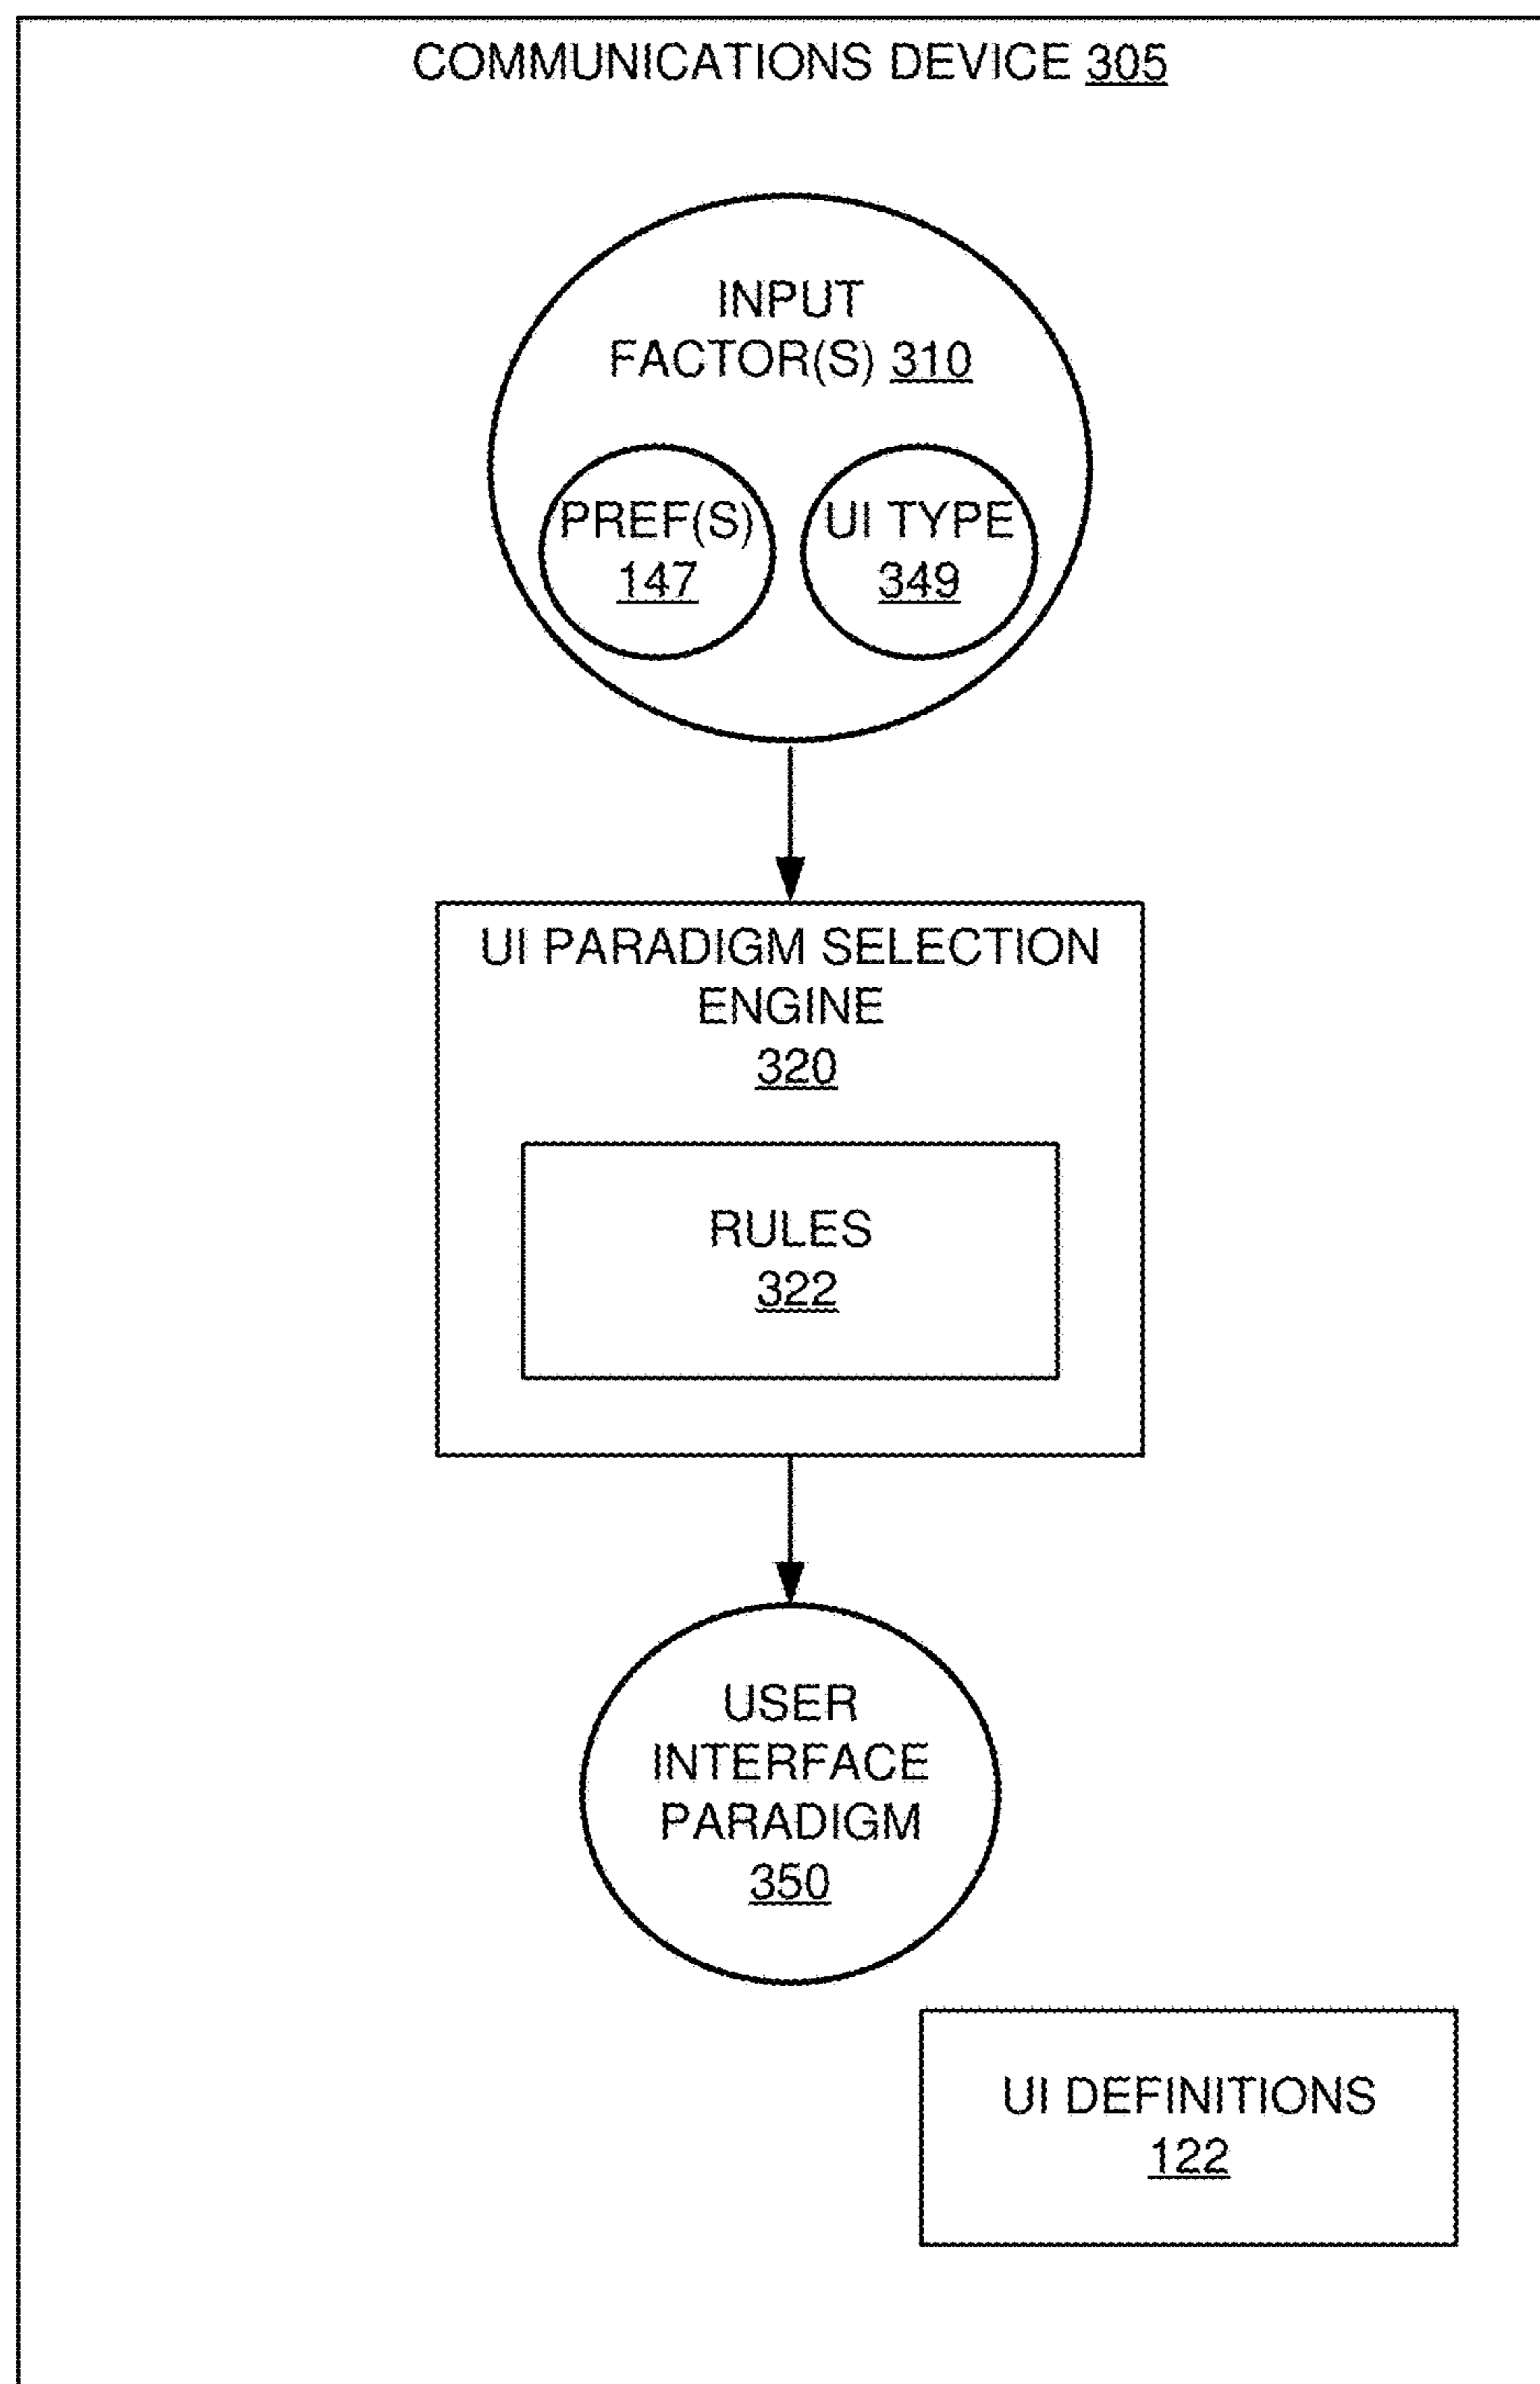 COMMUNICATIONS DEVICE 305
INPUT
FACTOR(S) 310
PREF(S)
147
UI TYPE
349
UI PARADIGM SELECTION
ENGINE
320
RULES
322
USER
INTERFACE
PARADIGM
350
UI DEFINITIONS
122